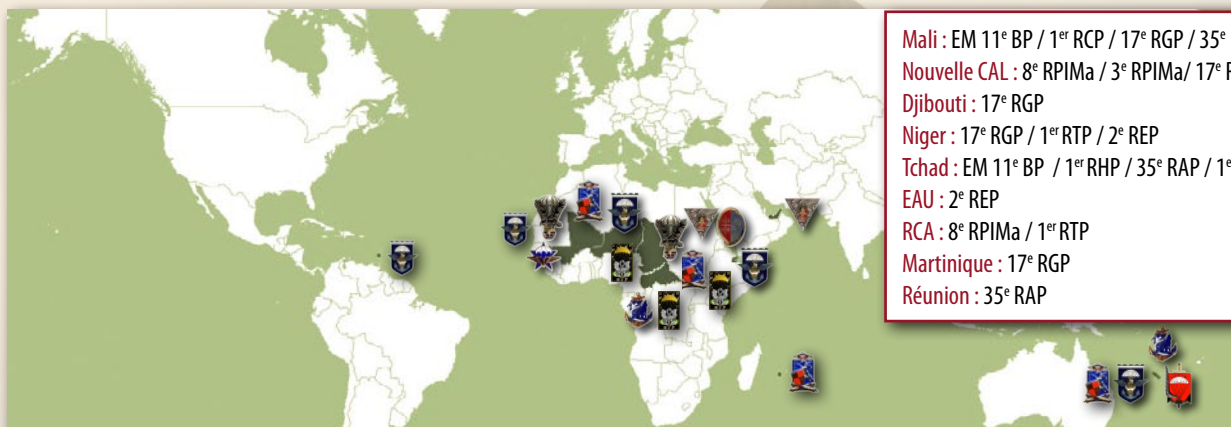 Mali : EM 11e BP / 1er RCP / 17e RGP / 35e
Nouvelle CAL : 8e RPIMa / 3e RPIMa/ 17e
Djibouti : 17e RGP
Niger : 17e RGP / 1er RTP / 2e REP
Tchad : EM 11e BP / 1er RHP / 35e RAP /
EAU : 2e REP
RCA : 8e RPIMa / 1er RTP
Martinique : 17e RGP
Réunion : 35e RAP